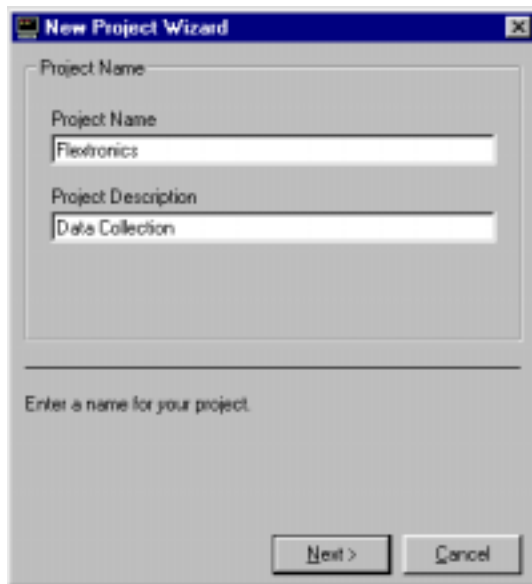 New Project Wizard
Project Name
Project Name
Flextronics
Project Description
Data Collection
Enter a name for your project.
Next >
Cancel